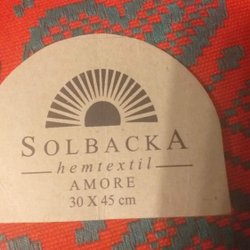 SOLBACKA
hemtextil
AMORE
30 X 45 cm